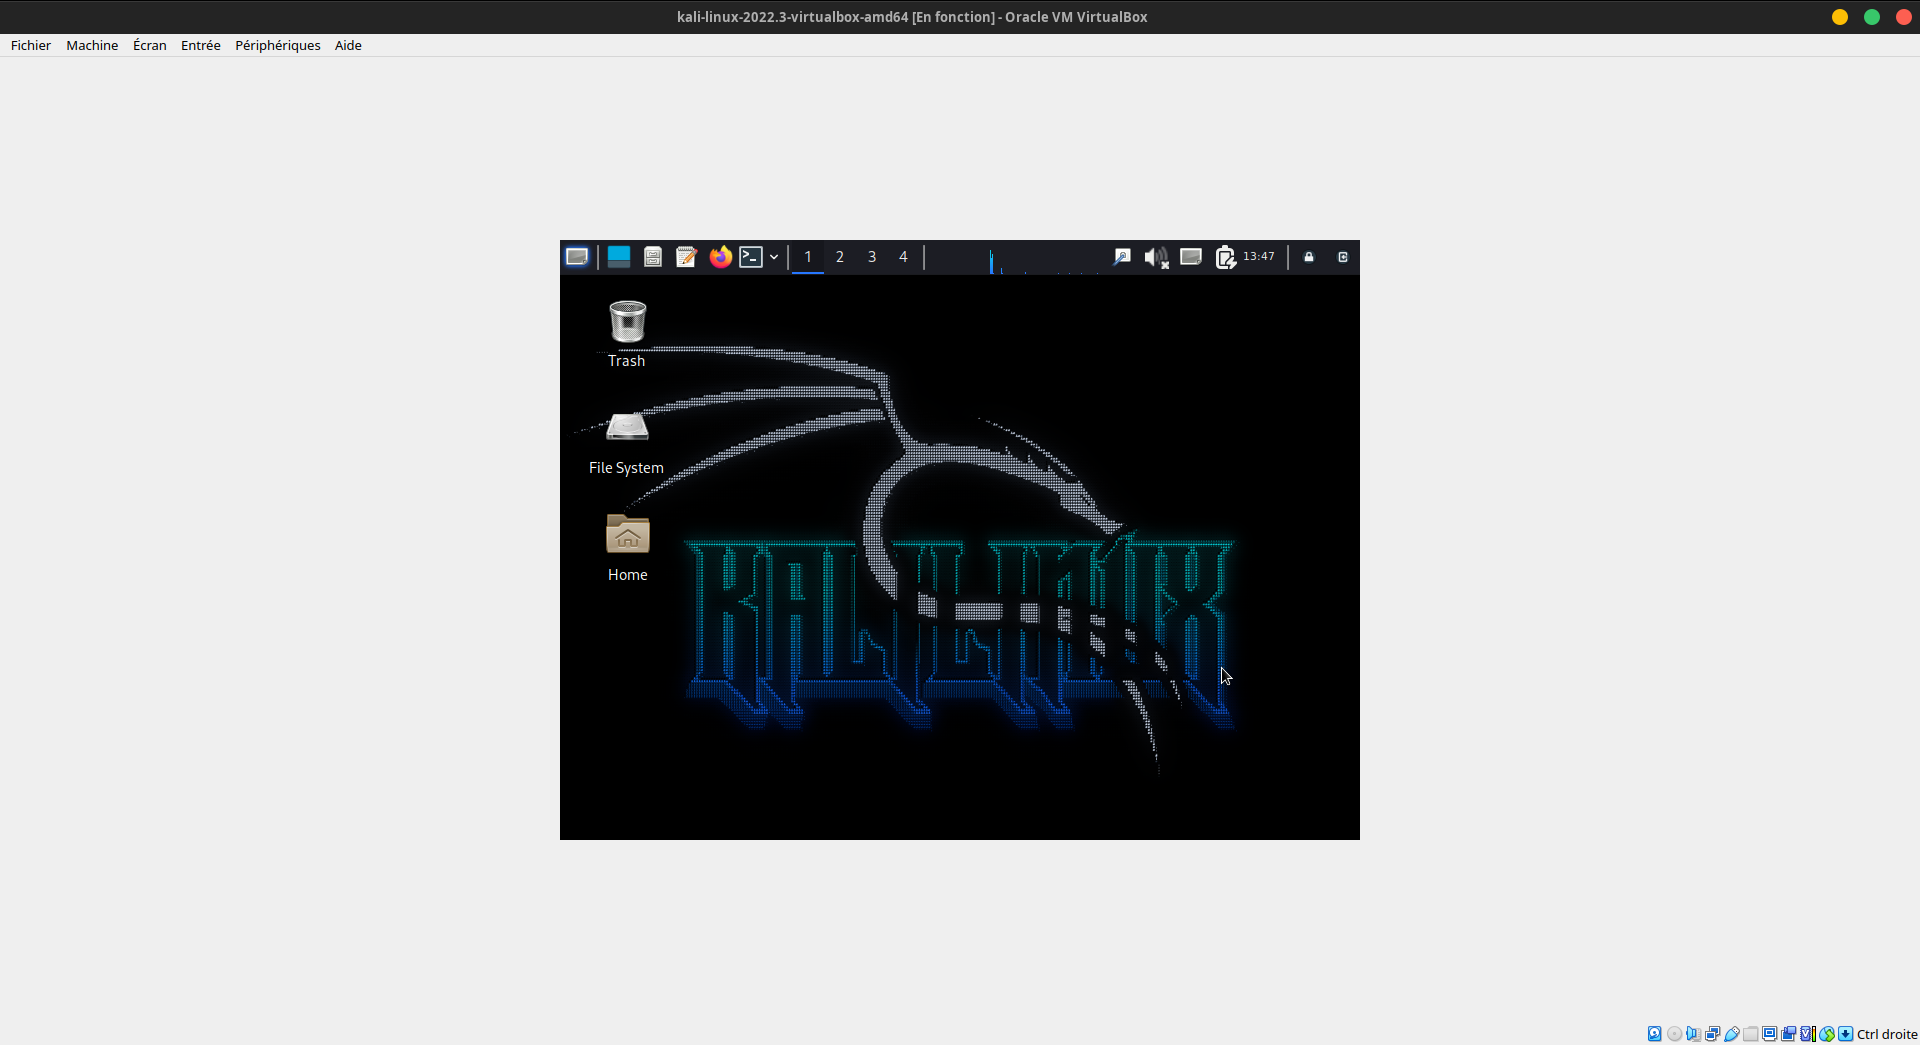 kali-linux-2022.3-virtualbox-amd64 [En fonction] - Oracle VM VirtualBox
Fichier Machine Écran Entrée Périphériques Aide
1 2 3 4 13:47
Trash
File System
Home
KALI LINUX
Ctrl droite